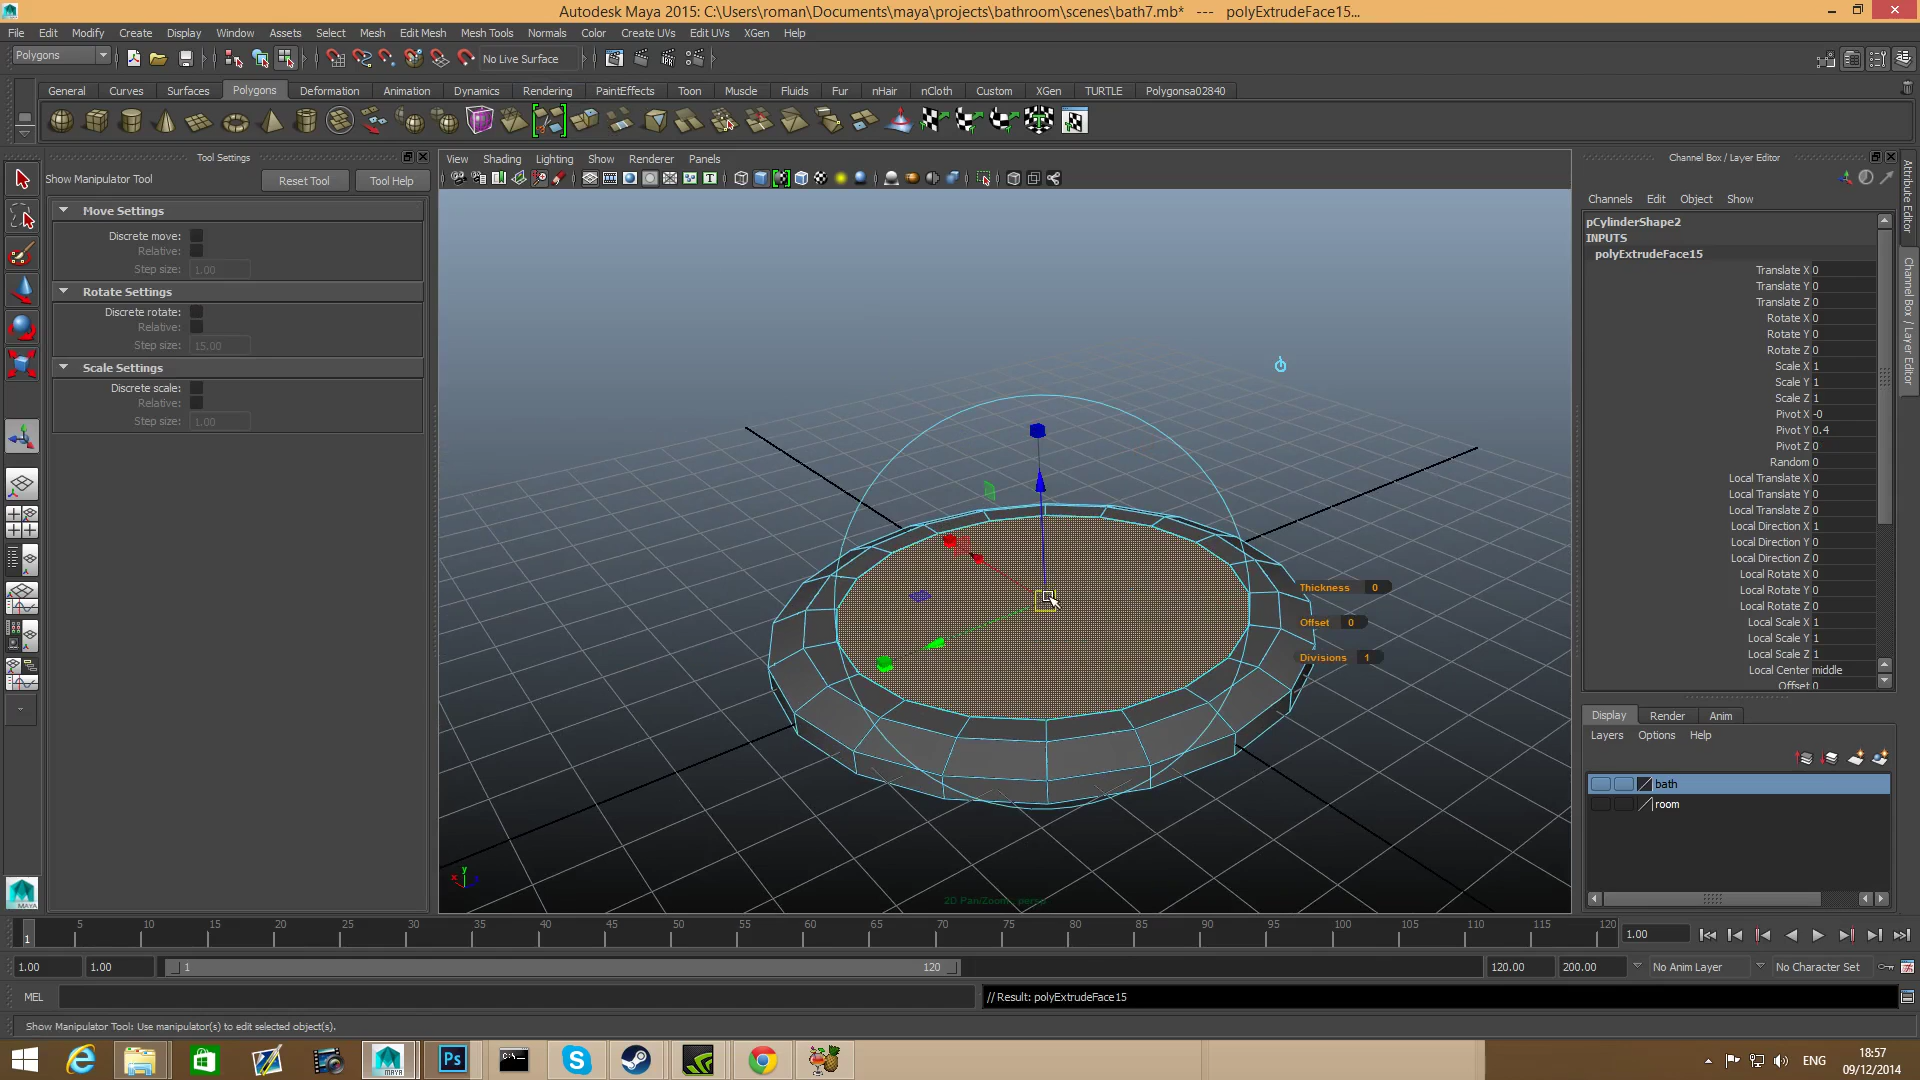 Autodesk Maya 2015: C:\Users\roman\Documents\maya\projects\bathroom\scenes\bath7.mb* --- polyExtrudeFace15...
File Edit Modify Create Display Window Assets Select Mesh Edit Mesh Mesh Tools Normals Color Create UVs Edit UVs XGen Help
Polygons No Live Surface
General Curves Surfaces Polygons Deformation Animation Dynamics Rendering PaintEffects Toon Muscle Fluids Fur nHair nCloth Custom XGen TURTLE Polygonsa02840
Tool Settings
Show Manipulator Tool Reset Tool Tool Help
Move Settings
Discrete move:
Relative:
Step size: 1.00
Rotate Settings
Discrete rotate:
Relative:
Step size: 15.00
Scale Settings
Discrete scale:
Relative:
Step size: 1.00
View Shading Lighting Show Renderer Panels
Thickness 0
Offset 0
Divisions 1
2D Pan/Zoom: persp
Channel Box / Layer Editor
Channels Edit Object Show
pCylinderShape2
INPUTS
polyExtrudeFace15
Translate X 0
Translate Y 0
Translate Z 0
Rotate X 0
Rotate Y 0
Rotate Z 0
Scale X 1
Scale Y 1
Scale Z 1
Pivot X -0
Pivot Y 0.4
Pivot Z 0
Random 0
Local Translate X 0
Local Translate Y 0
Local Translate Z 0
Local Direction X 1
Local Direction Y 0
Local Direction Z 0
Local Rotate X 0
Local Rotate Y 0
Local Rotate Z 0
Local Scale X 1
Local Scale Y 1
Local Scale Z 1
Local Center middle
Offset 0
Attribute Editor
Channel Box / Layer Editor
Display Render Anim
Layers Options Help
bath
room
1 5 10 15 20 25 30 35 40 45 50 55 60 65 70 75 80 85 90 95 100 105 110 115 120 1.00
1.00 1.00 1 120 120.00 200.00 No Anim Layer No Character Set
MEL // Result: polyExtrudeFace15
Show Manipulator Tool: Use manipulator(s) to edit selected object(s).
MAYA Ps ENG 18:57
09/12/2014